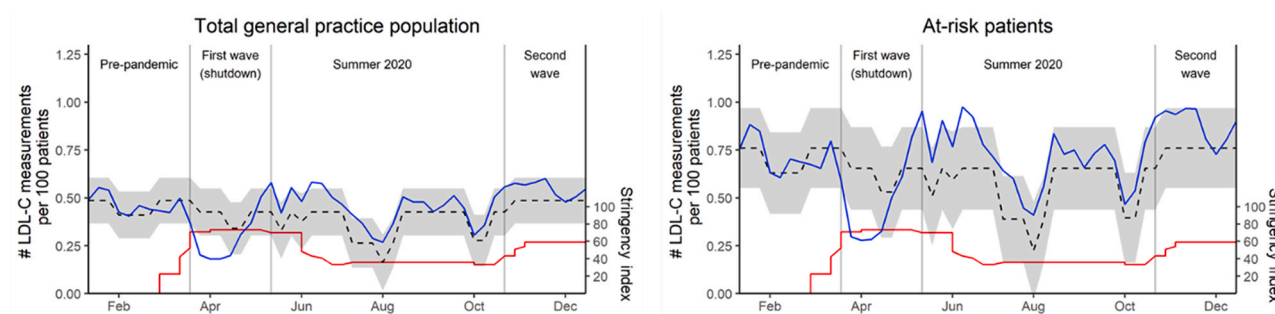 Total general practice population
1.25
1.00
0.75
0.50
0.25
0.00
# LDL-C measurements
per 100 patients
Pre-pandemic
First wave
(shutdown)
Summer 2020
Second
wave
100
80
60
40
20
Stringency index
Feb
Apr
Jun
Aug
Oct
Dec
At-risk patients
1.25
1.00
0.75
0.50
0.25
0.00
# LDL-C measurements
per 100 patients
Pre-pandemic
First wave
(shutdown)
Summer 2020
Second
wave
100
80
60
40
20
Stringency index
Feb
Apr
Jun
Aug
Oct
Dec